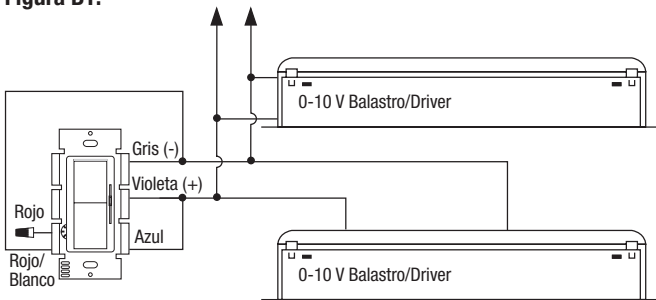 Figura D1.
0-10 V Balastro/Driver
Gris (-)
Violeta (+)
Rojo
Azul
Rojo/
Blanco
0-10 V Balastro/Driver